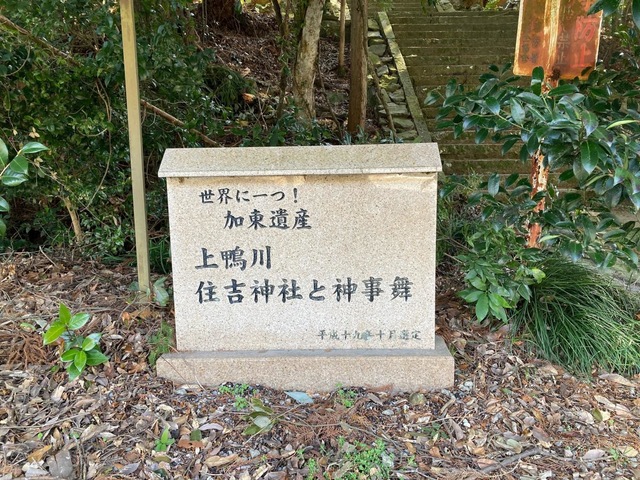 世界に一つ！
加東遺産
上鴨川
住吉神社と神事舞
平成十九年十月選定